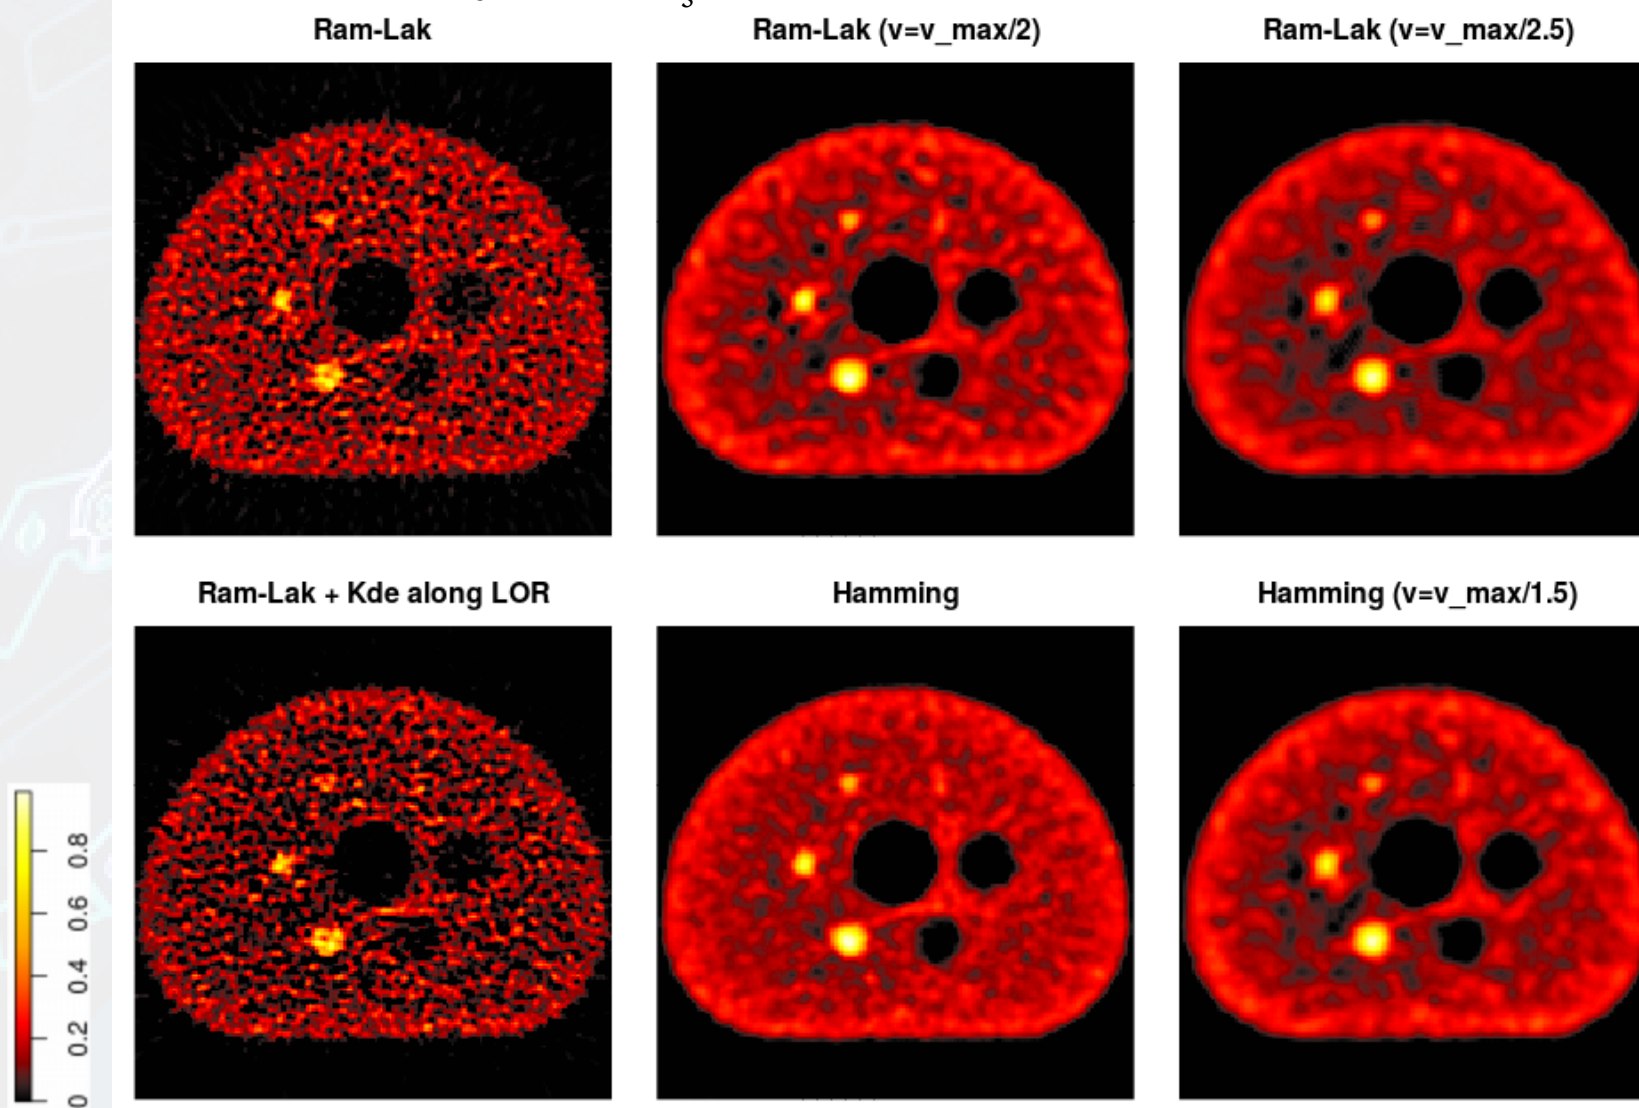 Ram-Lak
Ram-Lak (v=v_max/2)
Ram-Lak (v=v_max/2.5)
Ram-Lak + Kde along LOR
Hamming
Hamming (v=v_max/1.5)
0.8
0.6
0.4
0.2
0